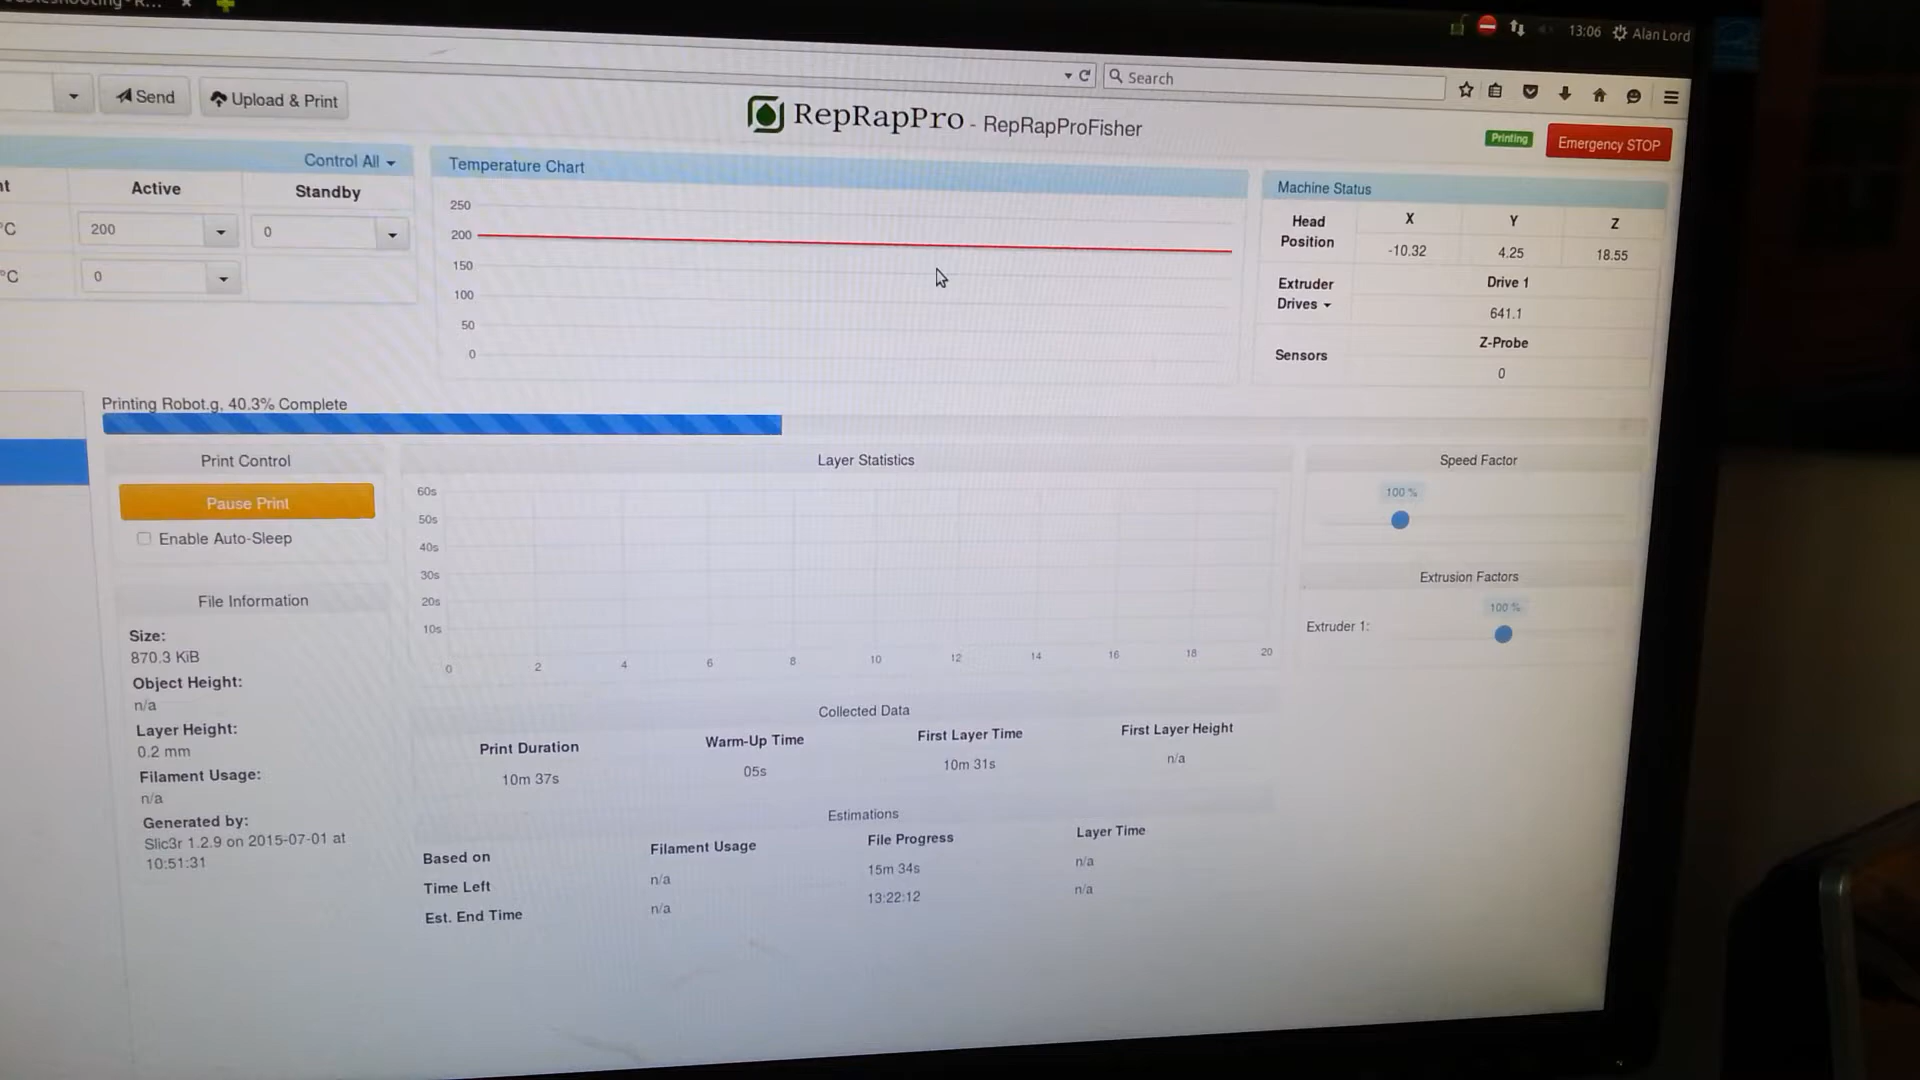 13:06 Alan Lord
Search
Send
Upload & Print
RepRapPro - RepRapProFisher
Printing
Emergency STOP
Control All
Active
Standby
°C
200
0
°C
0
Temperature Chart
250
200
150
100
50
0
Machine Status
Head Position
X
Y
Z
-10.32
4.25
18.55
Extruder Drives
Drive 1
641.1
Sensors
Z-Probe
0
Printing Robot.g, 40.3% Complete
Print Control
Pause Print
Enable Auto-Sleep
File Information
Size:
870.3 KiB
Object Height:
n/a
Layer Height:
0.2 mm
Filament Usage:
n/a
Generated by:
Slic3r 1.2.9 on 2015-07-01 at
10:51:31
Layer Statistics
60s
50s
40s
30s
20s
10s
0 2 4 6 8 10 12 14 16 18 20
Speed Factor
100 %
Extrusion Factors
100 %
Extruder 1:
Collected Data
Print Duration
Warm-Up Time
First Layer Time
First Layer Height
10m 37s
05s
10m 31s
n/a
Estimations
Based on
Filament Usage
File Progress
Layer Time
Time Left
n/a
15m 34s
n/a
Est. End Time
n/a
13:22:12
n/a